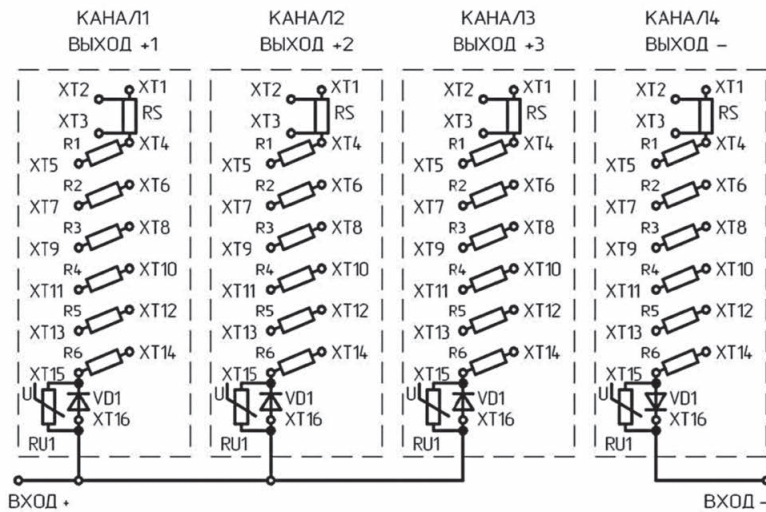 КАНАЛ1 КАНАЛ2 КАНАЛ3 КАНАЛ4
ВЫХОД +1 ВЫХОД +2 ВЫХОД +3 ВЫХОД -
XT2 XT1 XT2 XT1 XT2 XT1 XT2 XT1
RS RS RS RS
XT3 XT3 XT3 XT3
R1 XT4 R1 XT4 R1 XT4 R1 XT4
XT5 XT5 XT5 XT5
R2 XT6 R2 XT6 R2 XT6 R2 XT6
XT7 XT7 XT7 XT7
R3 XT8 R3 XT8 R3 XT8 R3 XT8
XT9 XT9 XT9 XT9
R4 XT10 R4 XT10 R4 XT10 R4 XT10
XT11 XT11 XT11 XT11
R5 XT12 R5 XT12 R5 XT12 R5 XT12
XT13 XT13 XT13 XT13
R6 XT14 R6 XT14 R6 XT14 R6 XT14
XT15 XT15 XT15 XT15
U VD1 U VD1 U VD1 U VD1
XT16 XT16 XT16 XT16
RU1 RU1 RU1 RU1
ВХОД + ВХОД -